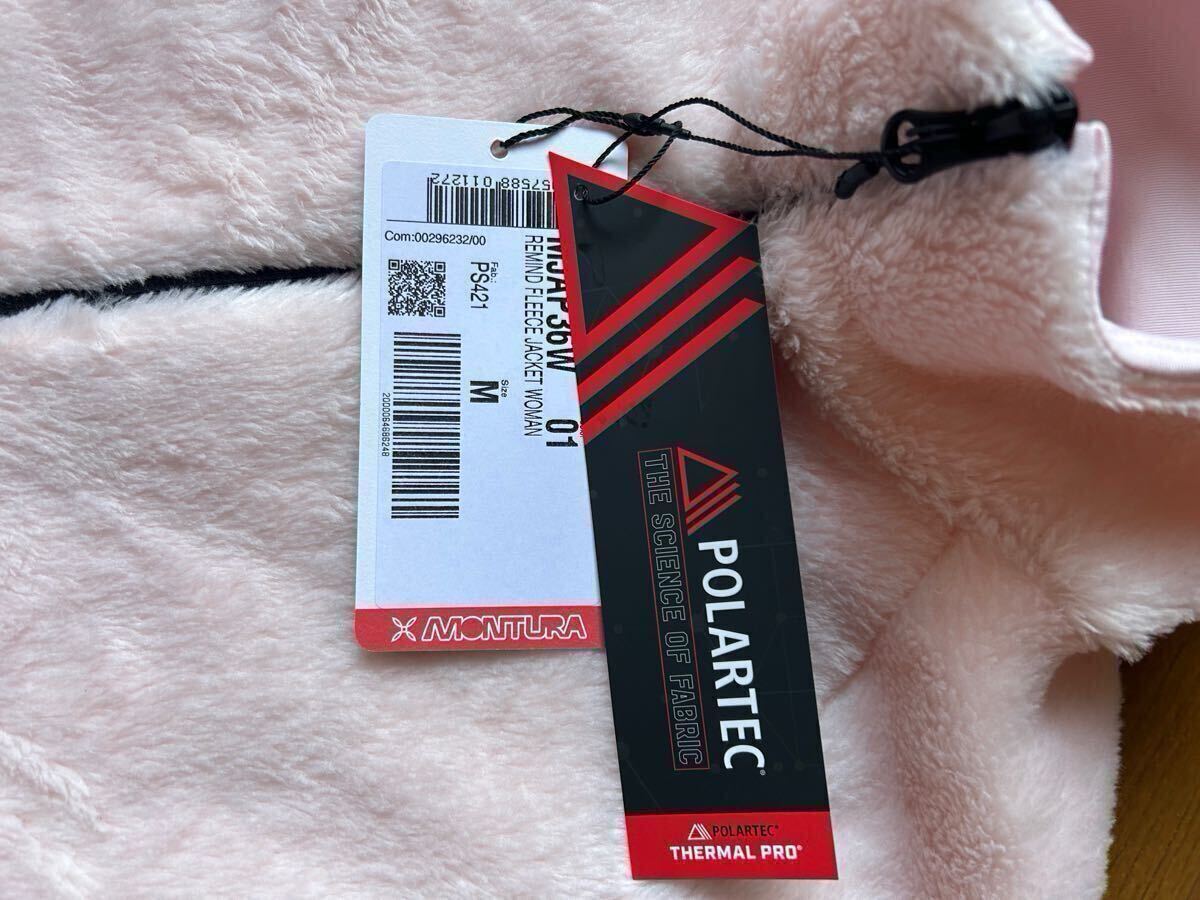 57588 011272
Com:00296232/00
MJAP36W 01
REMIND FLEECE JACKET WOMAN
Fab.:
PS421
Size
M
2000064686248
MONTURA
POLARTEC®
THE SCIENCE OF FABRIC
POLARTEC®
THERMAL PRO®